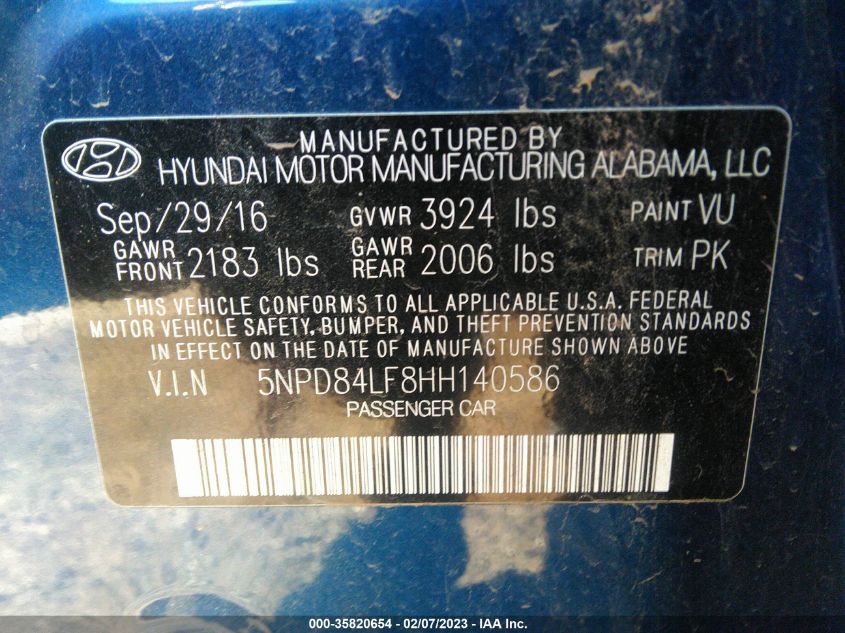 MANUFACTURED BY
HYUNDAI MOTOR MANUFACTURING ALABAMA, LLC
Sep/29/16 GVWR 3924 lbs PAINT VU
GAWR FRONT 2183 lbs GAWR REAR 2006 lbs TRIM PK
THIS VEHICLE CONFORMS TO ALL APPLICABLE U.S.A. FEDERAL
MOTOR VEHICLE SAFETY, BUMPER, AND THEFT PREVENTION STANDARDS
IN EFFECT ON THE DATE OF MANUFACTURE SHOWN ABOVE
V.I.N 5NPD84LF8HH140586
PASSENGER CAR
000-35820654 - 02/07/2023 - IAA Inc.